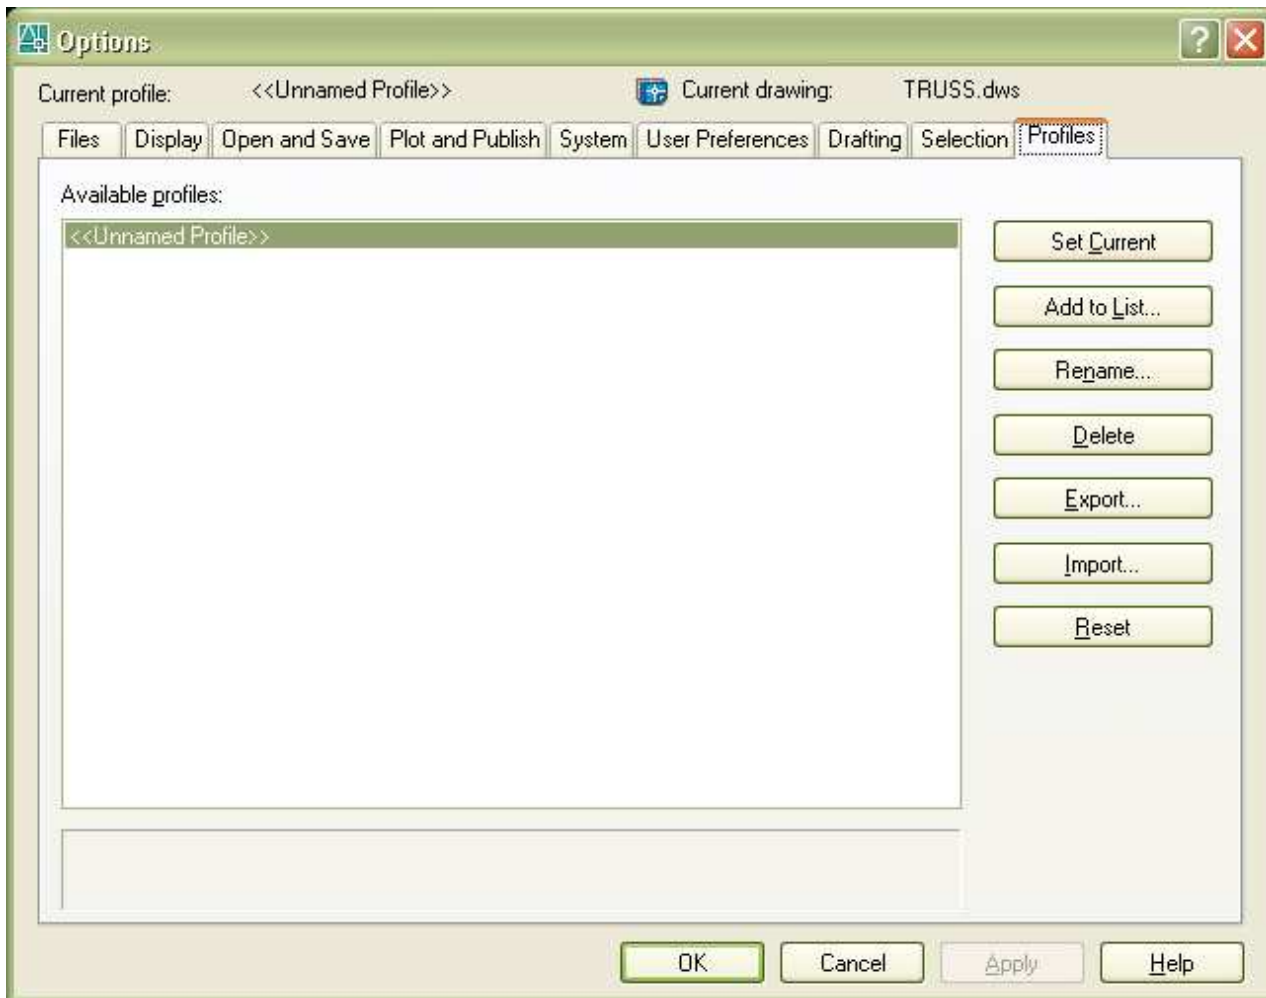 Options
Current profile: <<Unnamed Profile>> Current drawing: TRUSS.dws
Files Display Open and Save Plot and Publish System User Preferences Drafting Selection Profiles
Available profiles:
<<Unnamed Profile>>
Set Current
Add to List...
Rename...
Delete
Export...
Import...
Reset
OK Cancel Apply Help